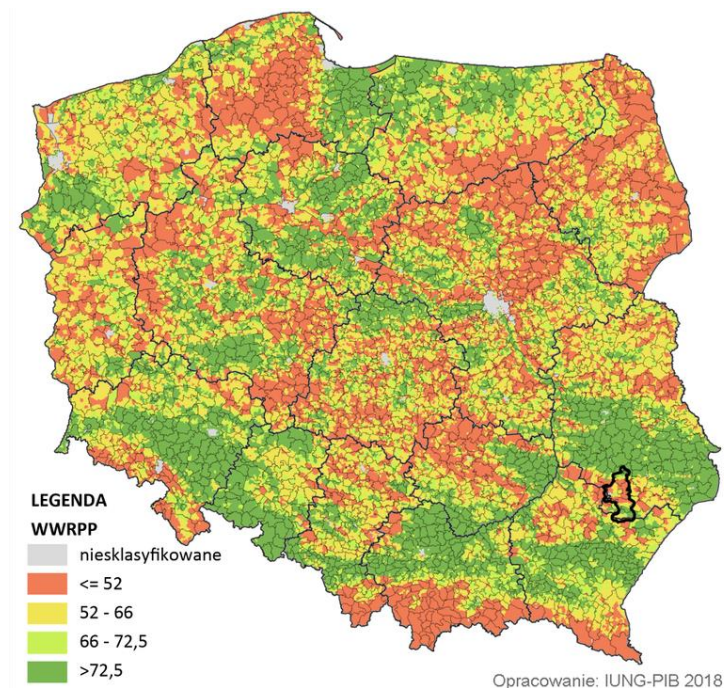 LEGENDA
WWRPP
niesklasyfikowane
<= 52
52 - 66
66 - 72,5
>72,5
Opracowanie: IUNG-PIB 2018